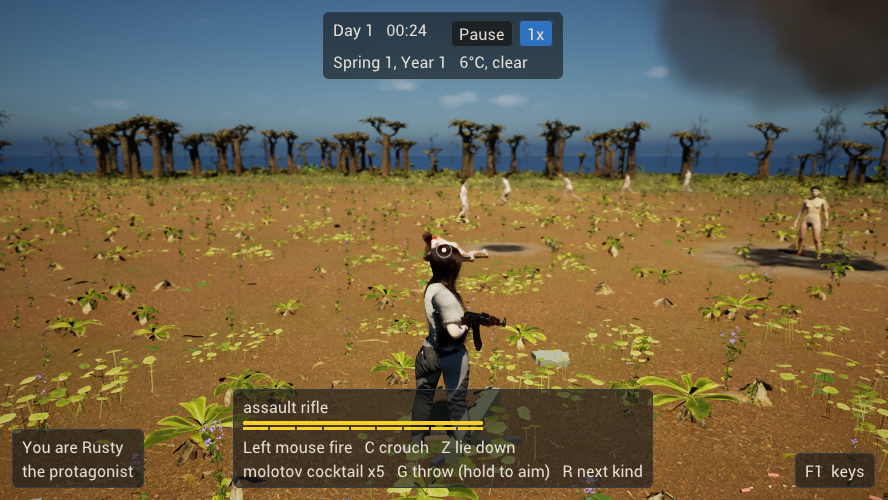 Day 1 00:24 Pause 1x
Spring 1, Year 1 6°C, clear
assault rifle
Left mouse fire C crouch Z lie down
molotov cocktail x5 G throw (hold to aim) R next kind
You are Rusty
the protagonist
F1 keys